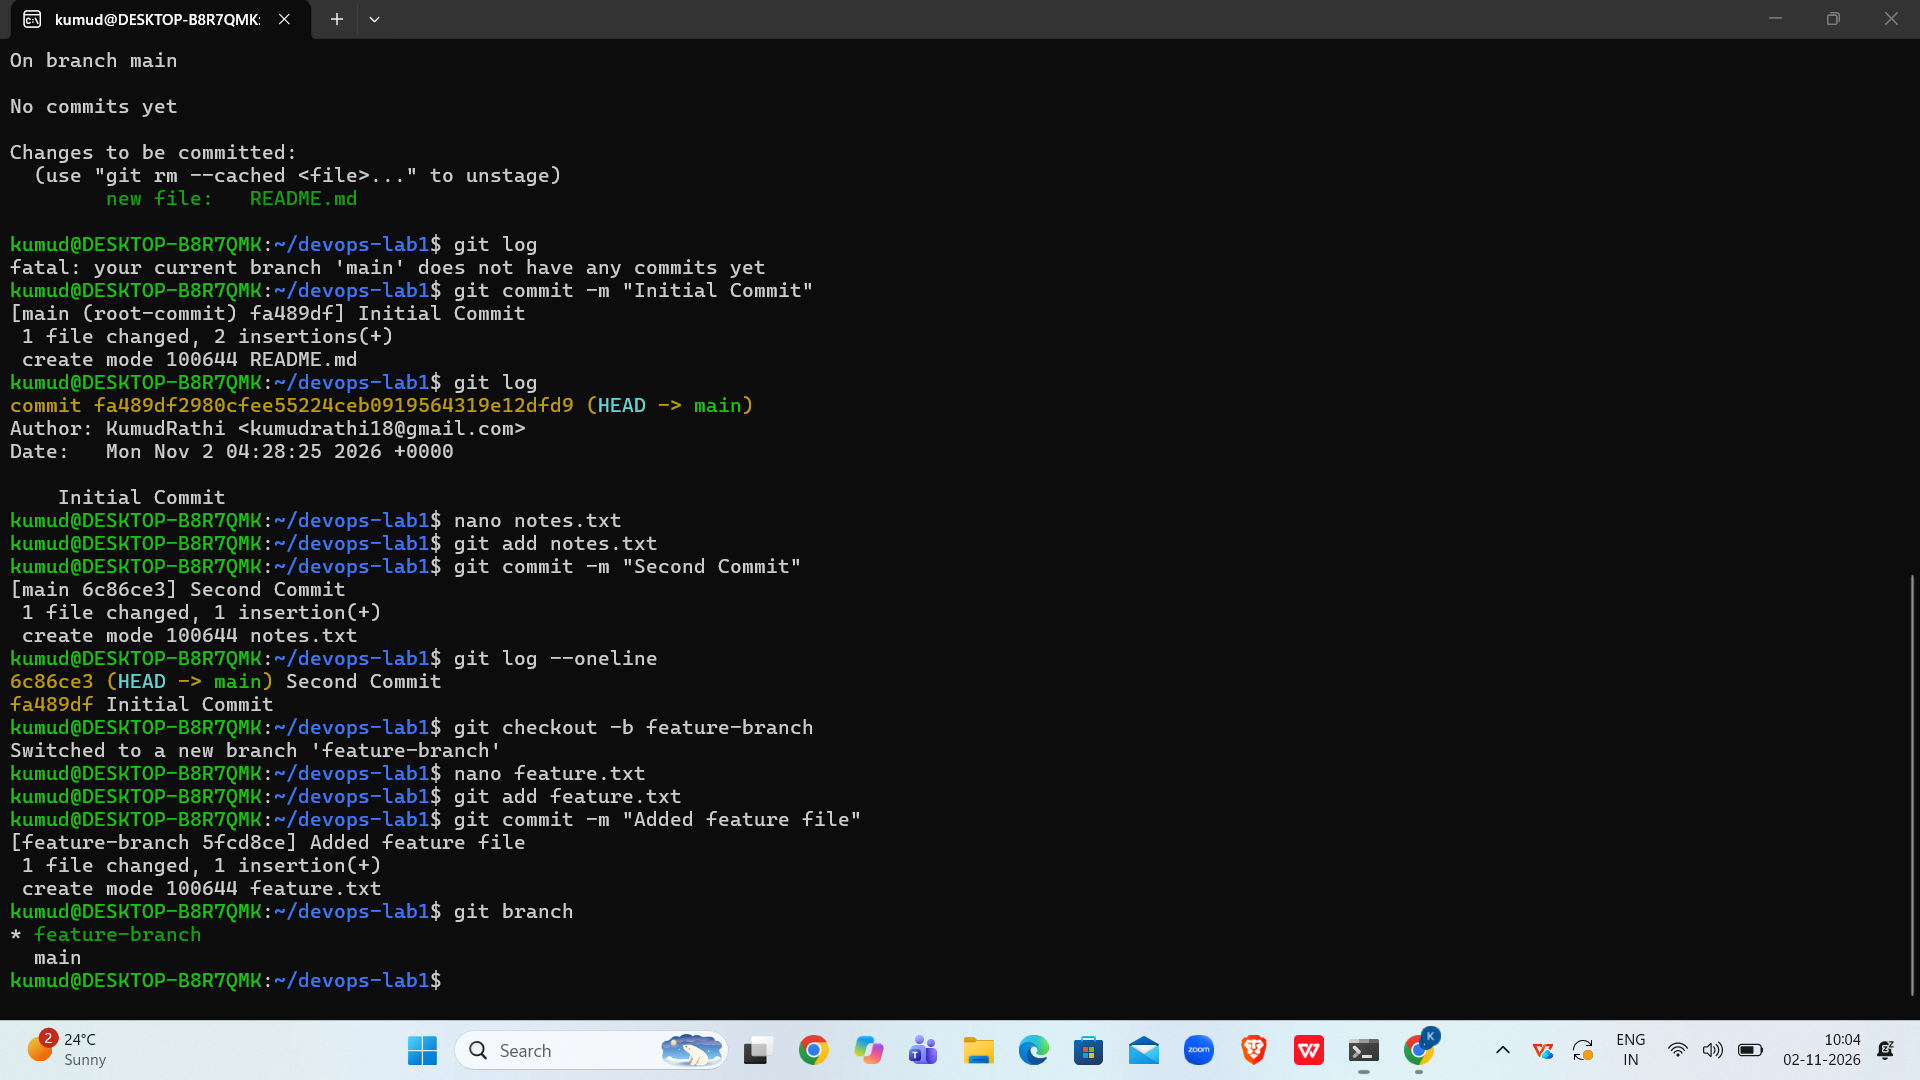 kumud@DESKTOP-B8R7QMK:
On branch main
No commits yet
Changes to be committed:
  (use "git rm --cached <file>..." to unstage)
        new file:   README.md
kumud@DESKTOP-B8R7QMK:~/devops-lab1$ git log
fatal: your current branch 'main' does not have any commits yet
kumud@DESKTOP-B8R7QMK:~/devops-lab1$ git commit -m "Initial Commit"
[main (root-commit) fa489df] Initial Commit
 1 file changed, 2 insertions(+)
 create mode 100644 README.md
kumud@DESKTOP-B8R7QMK:~/devops-lab1$ git log
commit fa489df2980cfee55224ceb0919564319e12dfd9 (HEAD -> main)
Author: KumudRathi <kumudrathi18@gmail.com>
Date:   Mon Nov 2 04:28:25 2026 +0000
    Initial Commit
kumud@DESKTOP-B8R7QMK:~/devops-lab1$ nano notes.txt
kumud@DESKTOP-B8R7QMK:~/devops-lab1$ git add notes.txt
kumud@DESKTOP-B8R7QMK:~/devops-lab1$ git commit -m "Second Commit"
[main 6c86ce3] Second Commit
 1 file changed, 1 insertion(+)
 create mode 100644 notes.txt
kumud@DESKTOP-B8R7QMK:~/devops-lab1$ git log --oneline
6c86ce3 (HEAD -> main) Second Commit
fa489df Initial Commit
kumud@DESKTOP-B8R7QMK:~/devops-lab1$ git checkout -b feature-branch
Switched to a new branch 'feature-branch'
kumud@DESKTOP-B8R7QMK:~/devops-lab1$ nano feature.txt
kumud@DESKTOP-B8R7QMK:~/devops-lab1$ git add feature.txt
kumud@DESKTOP-B8R7QMK:~/devops-lab1$ git commit -m "Added feature file"
[feature-branch 5fcd8ce] Added feature file
 1 file changed, 1 insertion(+)
 create mode 100644 feature.txt
kumud@DESKTOP-B8R7QMK:~/devops-lab1$ git branch
* feature-branch
  main
kumud@DESKTOP-B8R7QMK:~/devops-lab1$
2
24°C
Sunny
Search
zoom
K
ENG
IN
10:04
02-11-2026